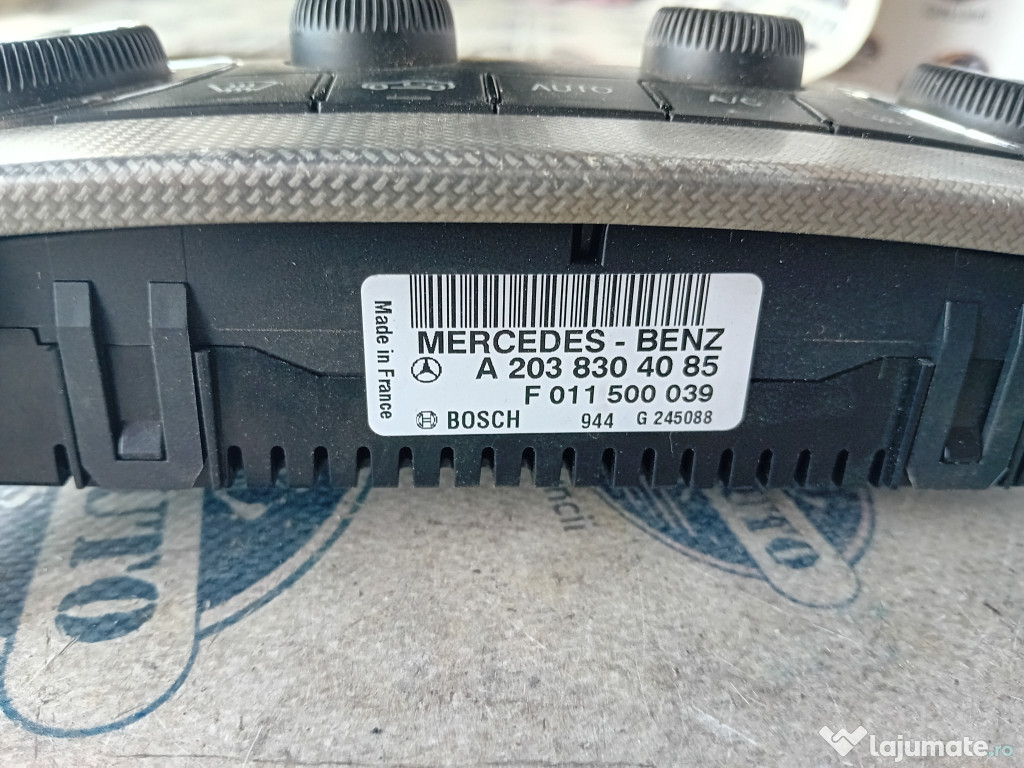 AUTO
A/C
Made in France
MERCEDES - BENZ
A 203 830 40 85
F 011 500 039
BOSCH 944 G 245088
lajumate.ro